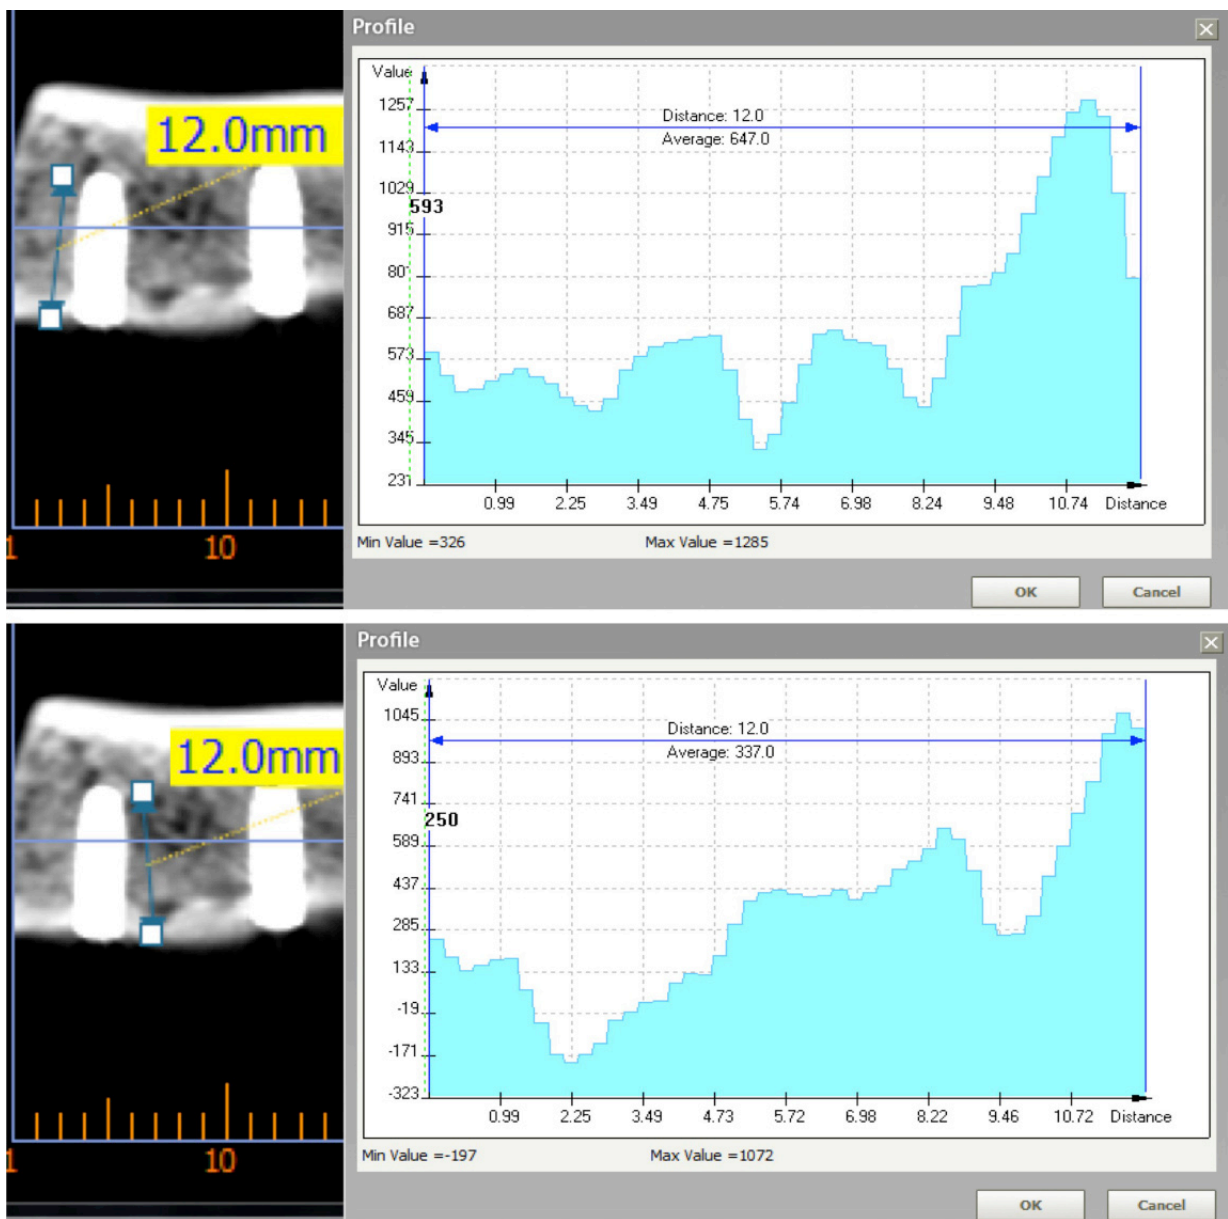 Profile
12.0mm
Value
1257
1143
1029
915
80'
687
573
459
345
231
593
Distance: 12.0
Average: 647.0
0.99 2.25 3.49 4.75 5.74 6.98 8.24 9.48 10.74 Distance
Min Value =326 Max Value =1285
1 10
OK Cancel
Profile
12.0mm
Value
1045
893
741
589
437
285
133
-19
-171
-323
250
Distance: 12.0
Average: 337.0
0.99 2.25 3.49 4.73 5.72 6.98 8.22 9.46 10.72 Distance
Min Value =-197 Max Value =1072
1 10
OK Cancel